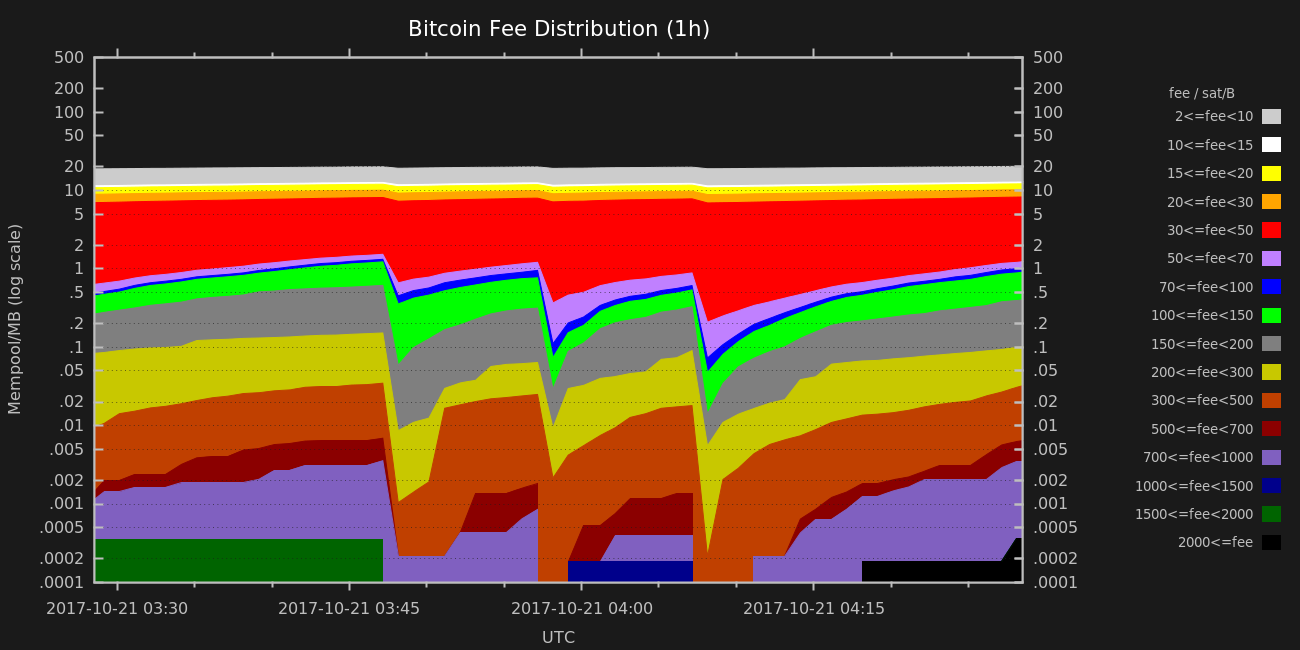 Bitcoin Fee Distribution (1h)
Mempool/MB (log scale)
500
200
100
50
20
10
5
2
1
.5
.2
.1
.05
.02
.01
.005
.002
.001
.0005
.0002
.0001
500
200
100
50
20
10
5
2
1
.5
.2
.1
.05
.02
.01
.005
.002
.001
.0005
.0002
.0001
2017-10-21 03:30 2017-10-21 03:45 2017-10-21 04:00 2017-10-21 04:15
UTC
fee / sat/B
2<=fee<10
10<=fee<15
15<=fee<20
20<=fee<30
30<=fee<50
50<=fee<70
70<=fee<100
100<=fee<150
150<=fee<200
200<=fee<300
300<=fee<500
500<=fee<700
700<=fee<1000
1000<=fee<1500
1500<=fee<2000
2000<=fee